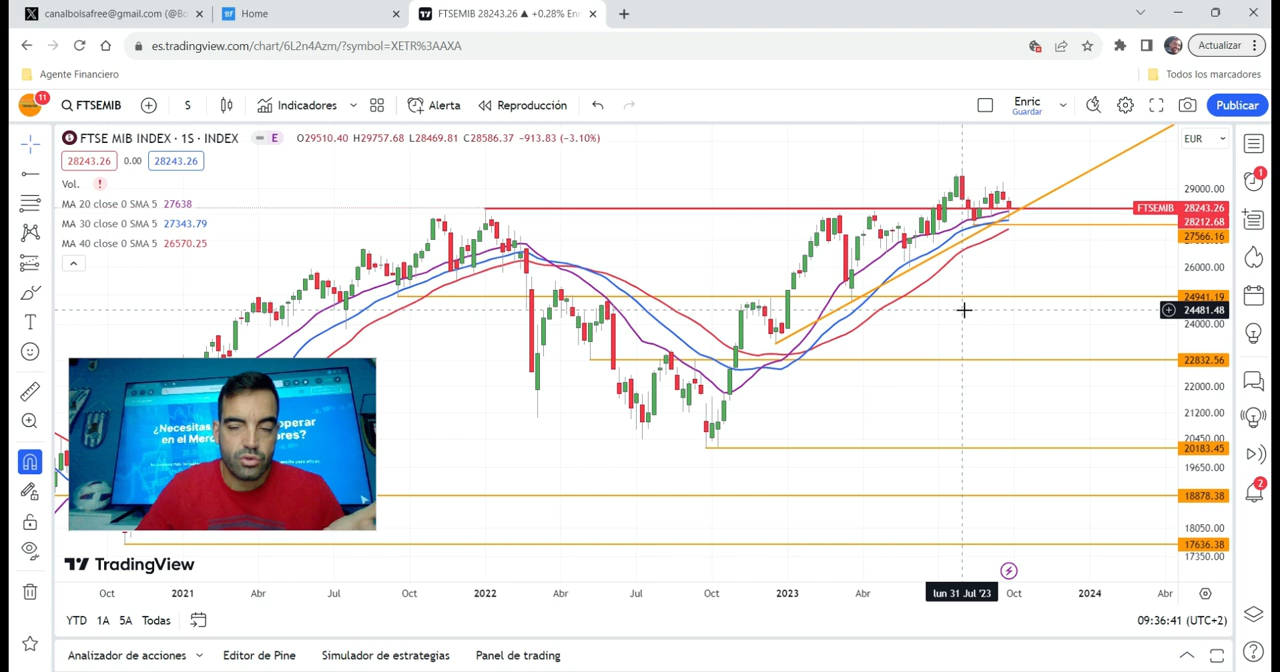 canalbolsafree@gmail.com (@Bo
Home
FTSEMIB 28243.26 ▲ +0.28% Enr
es.tradingview.com/chart/6L2n4Azm/?symbol=XETR%3AAXA
Actualizar
Agente Financiero
Todos los marcadores
11
FTSEMIB
S
Indicadores
Alerta
Reproducción
Enric
Guardar
Publicar
FTSE MIB INDEX · 1S · INDEX
E
O29510.40 H29757.68 L28469.81 C28586.37 -913.83 (-3.10%)
EUR
28243.26
0.00
28243.26
Vol.
MA 20 close 0 SMA 5 27638
MA 30 close 0 SMA 5 27343.79
MA 40 close 0 SMA 5 26570.25
29000.00
FTSEMIB 28243.26
28212.68
27566.16
26000.00
24941.19
24481.48
24000.00
22832.56
22000.00
21200.00
20450.00
20183.45
19650.00
18878.38
18050.00
17636.38
17350.00
1
2
¿Necesitas
operar
en el Mer
ores?
TradingView
Oct
2021
Abr
Jul
Oct
2022
Abr
Jul
Oct
2023
Abr
lun 31 Jul '23
Oct
2024
Abr
YTD 1A 5A Todas
09:36:41 (UTC+2)
Analizador de acciones
Editor de Pine
Simulador de estrategias
Panel de trading